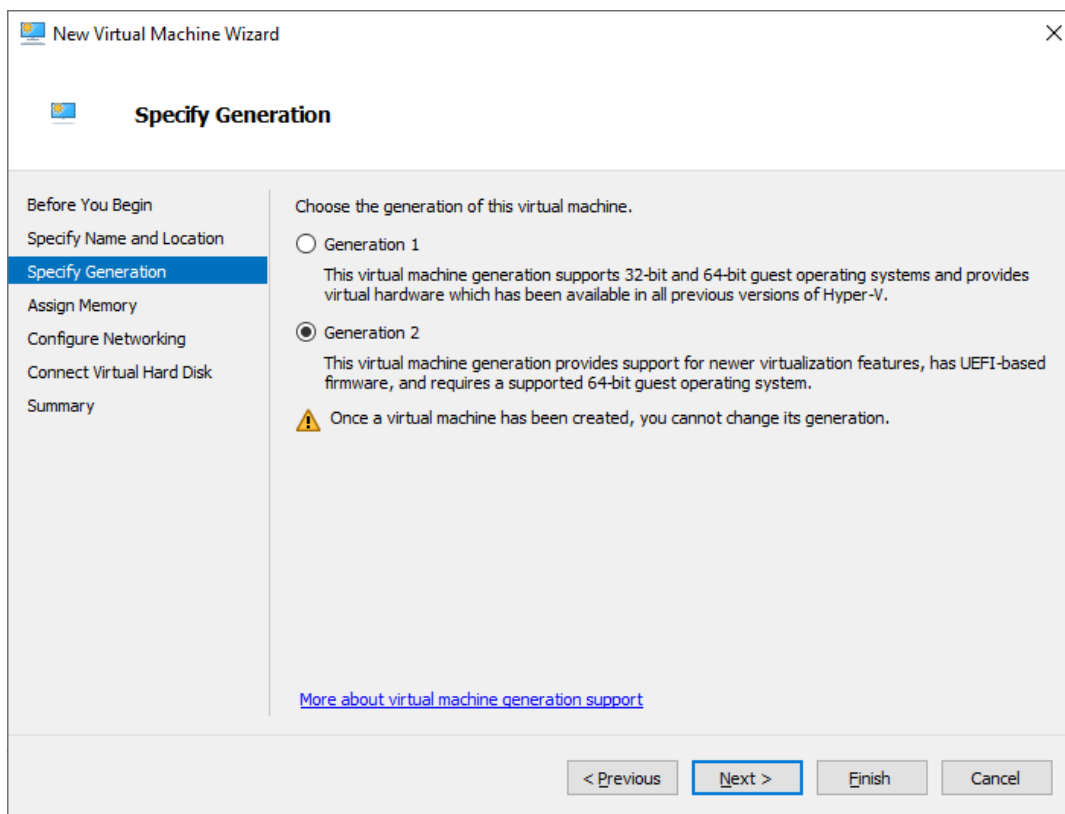 New Virtual Machine Wizard
Specify Generation
Before You Begin
Specify Name and Location
Specify Generation
Assign Memory
Configure Networking
Connect Virtual Hard Disk
Summary
Choose the generation of this virtual machine.
Generation 1
This virtual machine generation supports 32-bit and 64-bit guest operating systems and provides
virtual hardware which has been available in all previous versions of Hyper-V.
Generation 2
This virtual machine generation provides support for newer virtualization features, has UEFI-based
firmware, and requires a supported 64-bit guest operating system.
Once a virtual machine has been created, you cannot change its generation.
More about virtual machine generation support
< Previous
Next >
Finish
Cancel